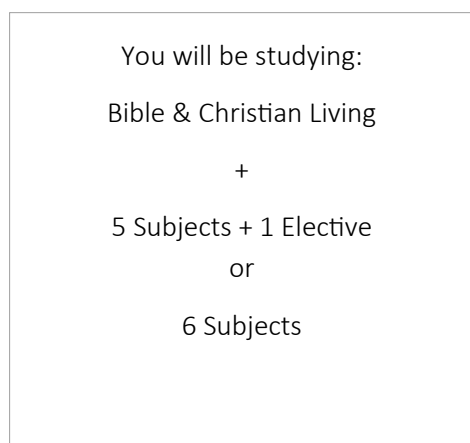 You will be studying:
Bible & Christian Living
+
5 Subjects + 1 Elective
or
6 Subjects